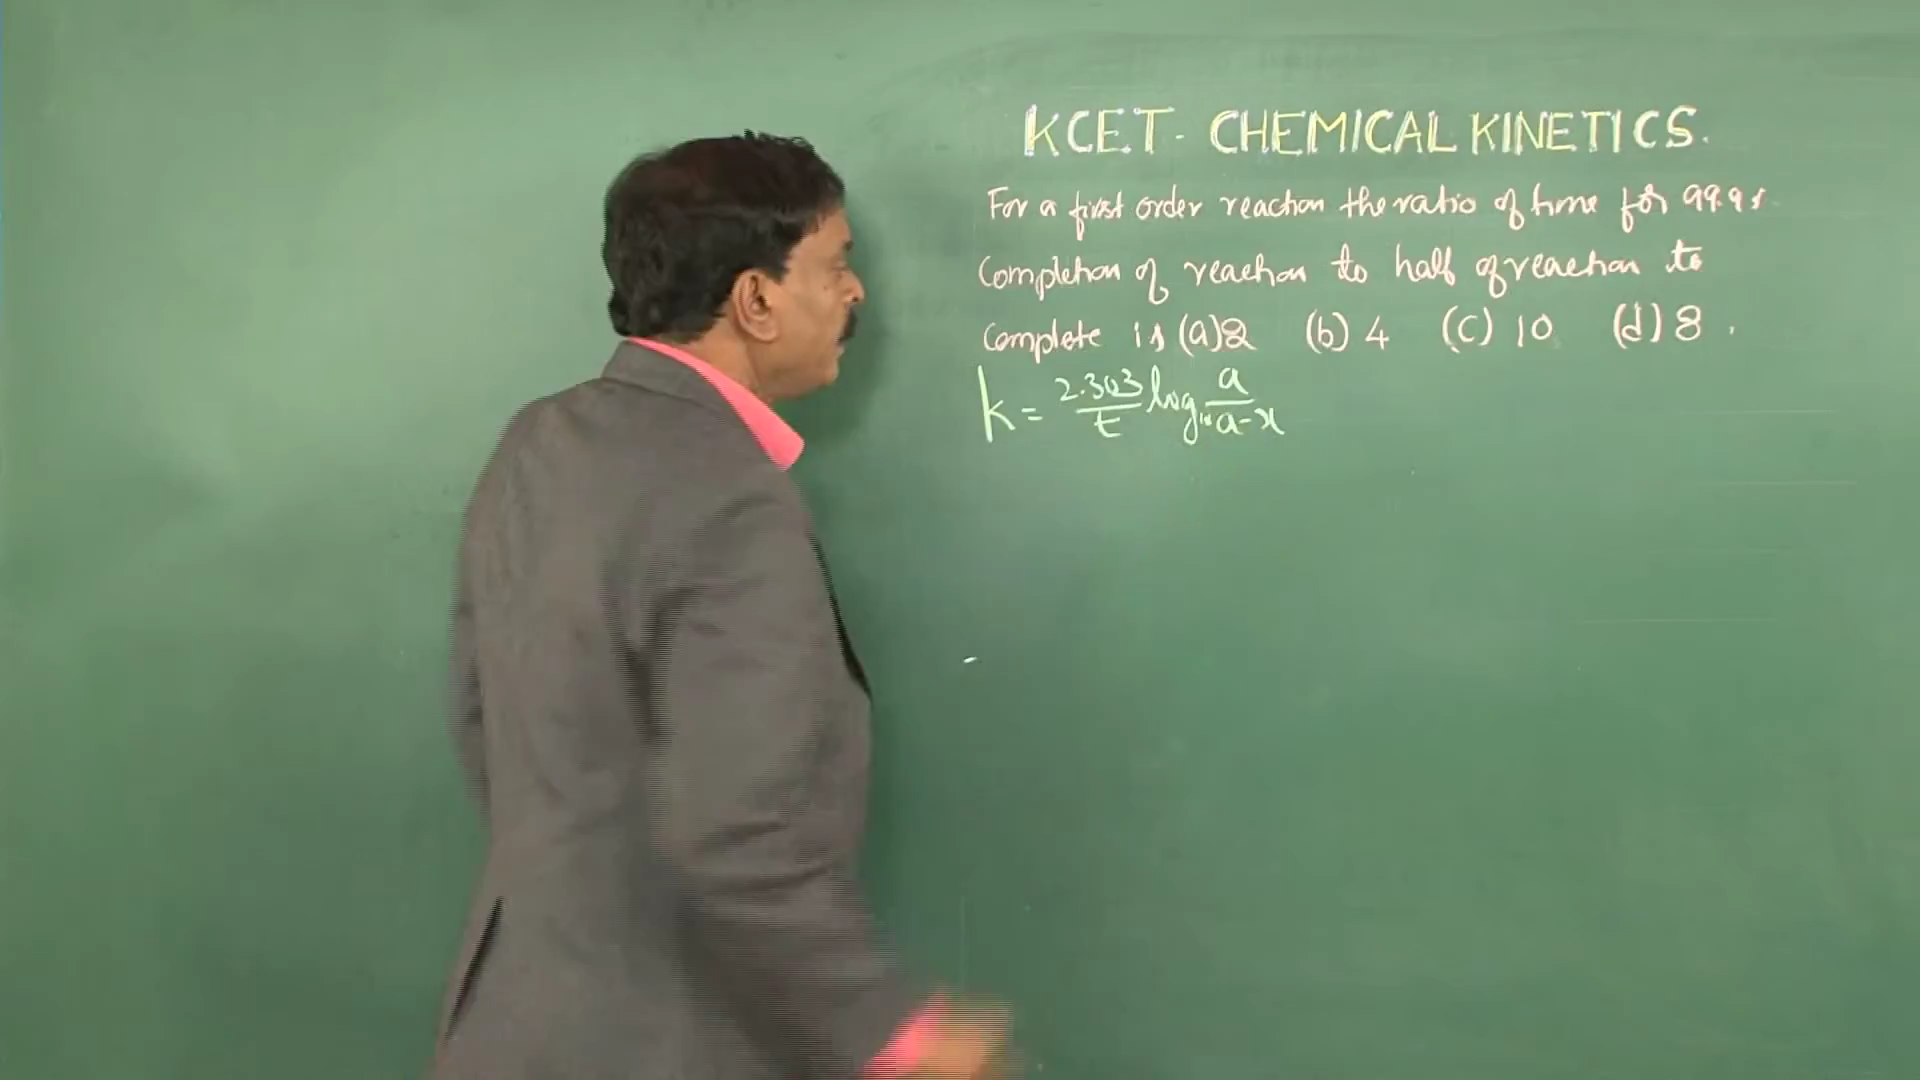 KCET - CHEMICAL KINETICS.
For a first order reaction the ratio of time for 99.9%
Completion of reaction to half of reaction to
Complete is (a) 2 (b) 4 (c) 10 (d) 8.
k = 2.303/t log₁₀ a/a-x